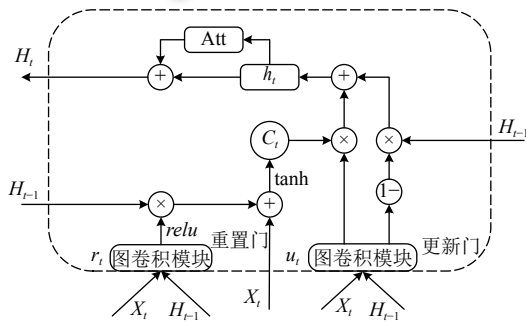 Att
H_t
+
h_t
+
C_t
×
×
H_{t-1}
tanh
H_{t-1}
×
+
1-
relu
重置门
r_t
图卷积模块
u_t
图卷积模块
更新门
X_t
H_{t-1}
X_t
X_t
H_{t-1}